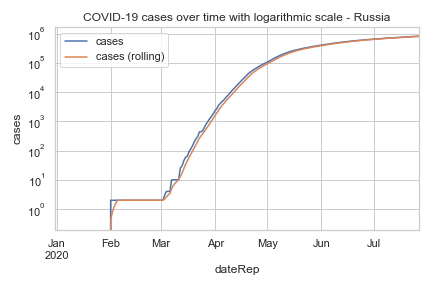 COVID-19 cases over time with logarithmic scale - Russia
cases
cases (rolling)
10⁶
10⁵
10⁴
10³
10²
10¹
10⁰
cases
Jan Feb Mar Apr May Jun Jul
2020
dateRep